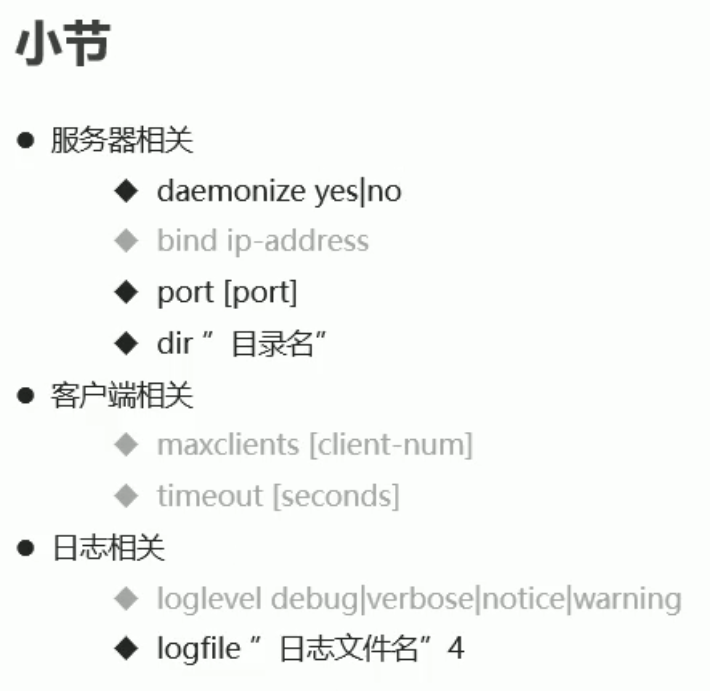 小节
● 服务器相关
◆ daemonize yes|no
◆ bind ip-address
◆ port [port]
◆ dir ” 目录名”
● 客户端相关
◆ maxclients [client-num]
◆ timeout [seconds]
● 日志相关
◆ loglevel debug|verbose|notice|warning
◆ logfile ” 日志文件名” 4